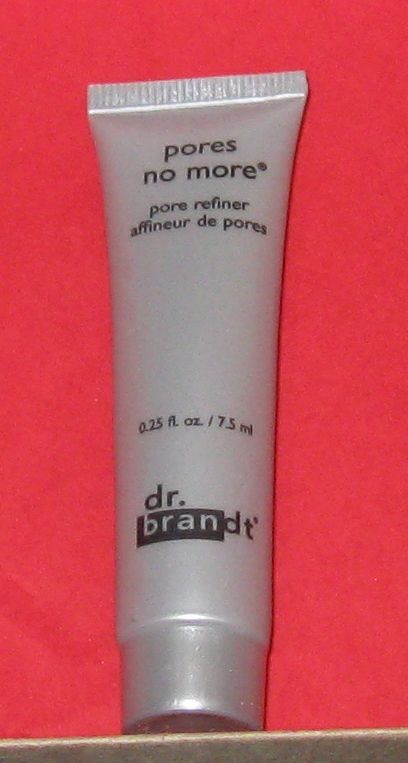 pores
no more®
pore refiner
affineur de pores
0.25 fl. oz. / 7.5 ml
dr.
brandt®